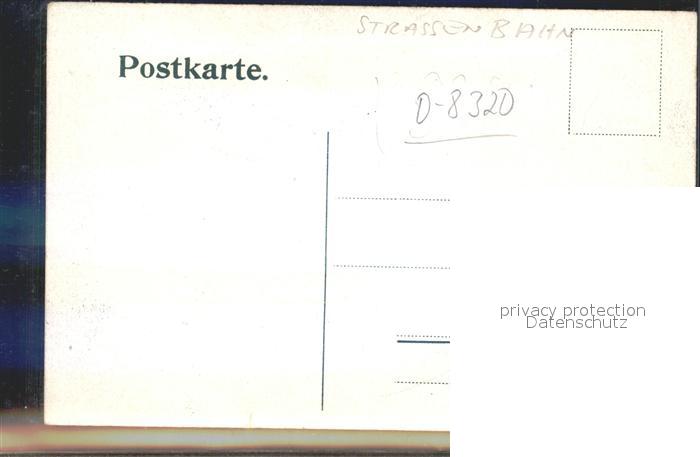 STRASSENBAHN
Postkarte.
D-8320
privacy protection
Datenschutz